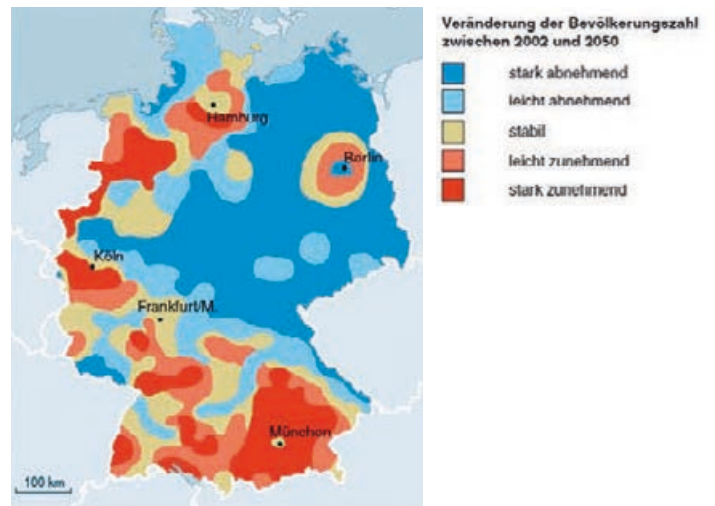 Veränderung der Bevölkerungszahl
zwischen 2002 und 2050
stark abnehmend
leicht abnehmend
stabil
leicht zunehmend
stark zunehmend
Hamburg
Berlin
Köln
Frankfurt/M.
München
100 km